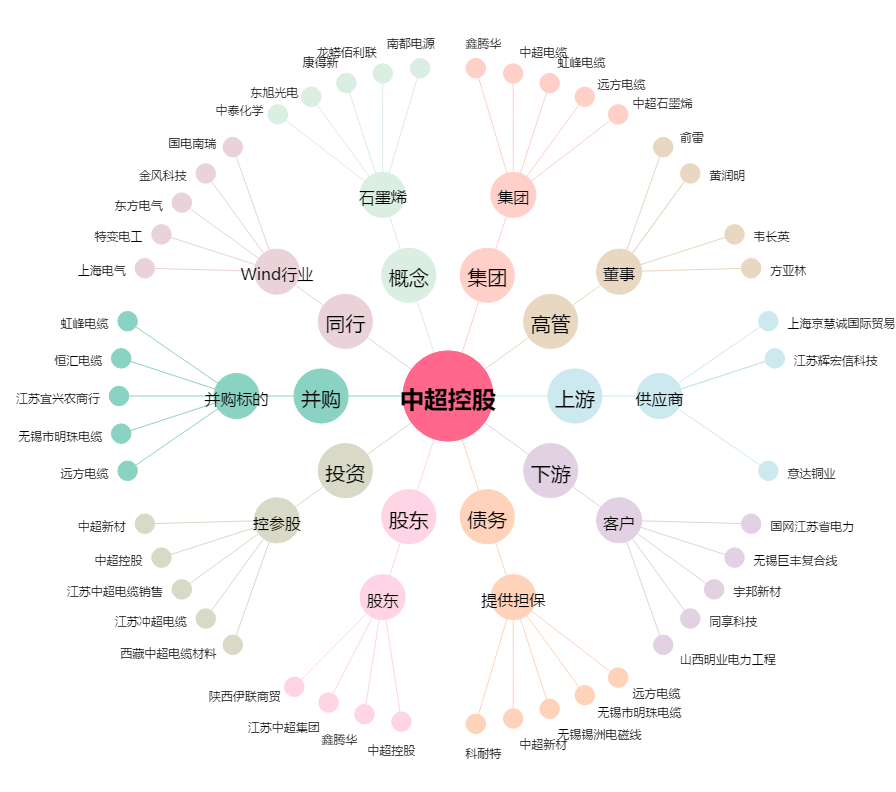 南都电源
龙蟒佰利联
康得新
东旭光电
中泰化学
石墨烯
概念
鑫腾华
中超电缆
虹峰电缆
远方电缆
中超石墨烯
集团
集团
俞雷
黄润明
韦长英
方亚林
董事
高管
国电南瑞
金风科技
东方电气
特变电工
上海电气
Wind行业
同行
虹峰电缆
恒汇电缆
江苏宜兴农商行
无锡市明珠电缆
远方电缆
并购标的
并购
中超控股
上游
供应商
上海京慧诚国际贸易
江苏辉宏信科技
意达铜业
投资
控参股
中超新材
中超控股
江苏中超电缆销售
江苏冲超电缆
西藏中超电缆材料
下游
客户
国网江苏省电力
无锡巨丰复合线
宇邦新材
同享科技
山西明业电力工程
股东
股东
陕西伊联商贸
江苏中超集团
鑫腾华
中超控股
债务
提供担保
远方电缆
无锡市明珠电缆
无锡锡洲电磁线
中超新材
科耐特